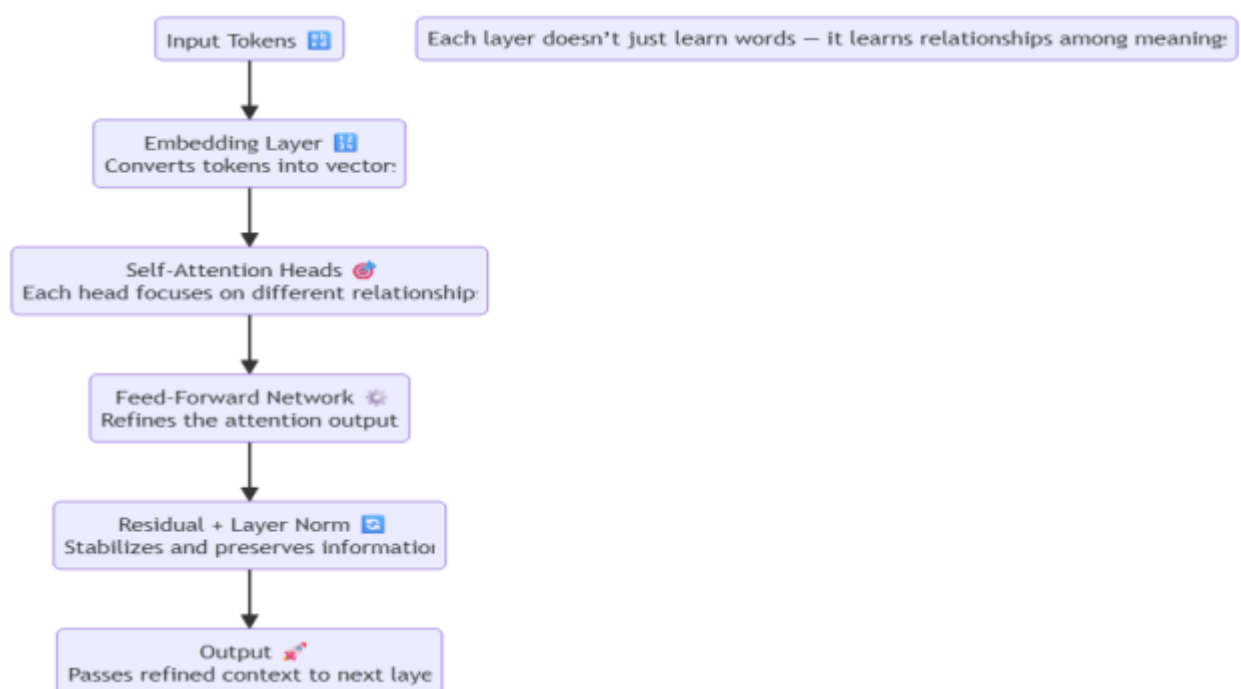 Input Tokens 🔡
Each layer doesn’t just learn words — it learns relationships among meaning
Embedding Layer 🔢
Converts tokens into vector
Self-Attention Heads 🎯
Each head focuses on different relationship
Feed-Forward Network ⚙️
Refines the attention output
Residual + Layer Norm 🔄
Stabilizes and preserves informatio
Output 🚀
Passes refined context to next laye